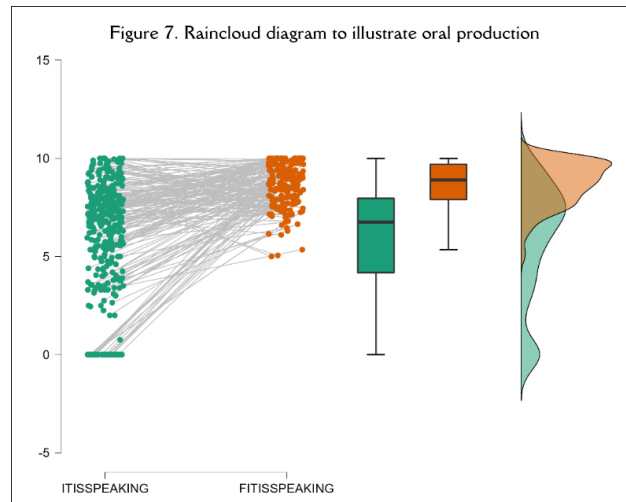 Figure 7. Raincloud diagram to illustrate oral production
15
10
5
0
-5
ITISSPEAKING FITISSPEAKING